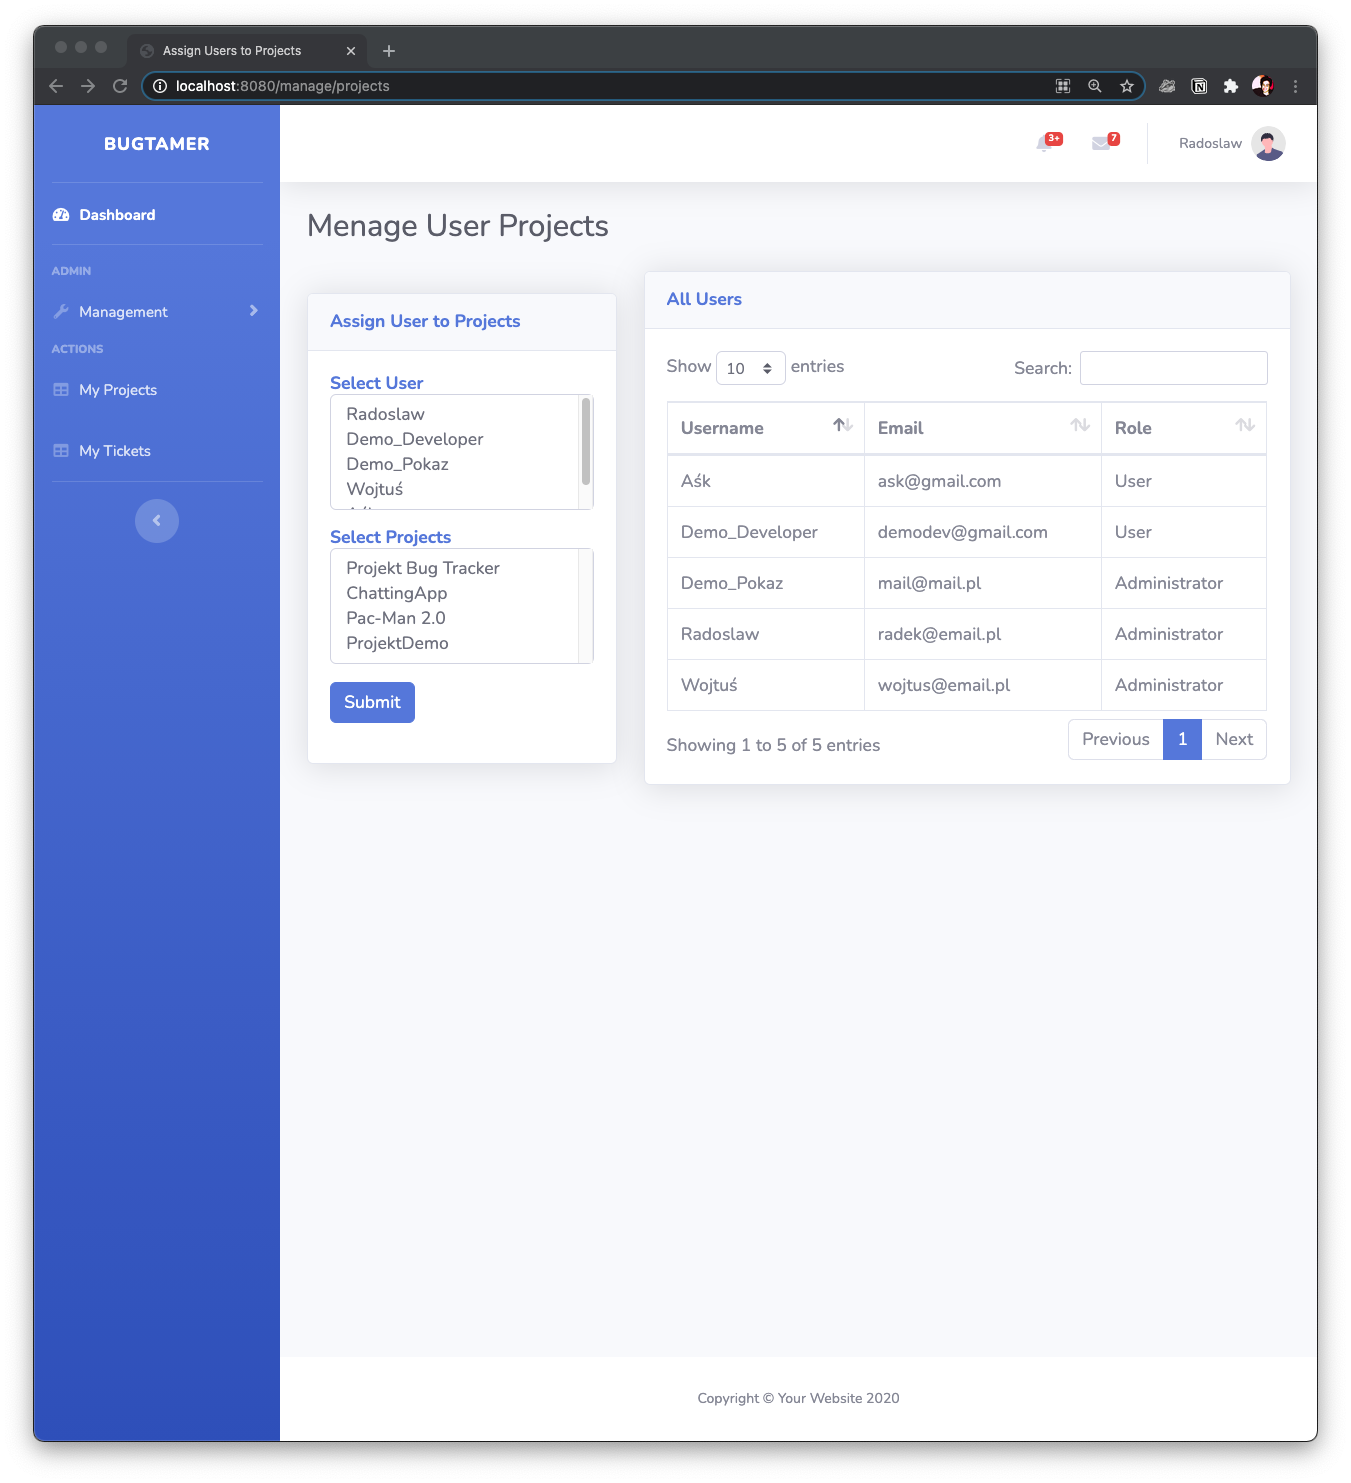 Assign Users to Projects
localhost:8080/manage/projects
BUGTAMER
3+
7
Radoslaw
Dashboard
ADMIN
Management
ACTIONS
My Projects
My Tickets
Menage User Projects
Assign User to Projects
Select User
Radoslaw
Demo_Developer
Demo_Pokaz
Wojtuś
Select Projects
Projekt Bug Tracker
ChattingApp
Pac-Man 2.0
ProjektDemo
Submit
All Users
Show 10 entries
Search:
Username Email Role
Aśk ask@gmail.com User
Demo_Developer demodev@gmail.com User
Demo_Pokaz mail@mail.pl Administrator
Radoslaw radek@email.pl Administrator
Wojtuś wojtus@email.pl Administrator
Showing 1 to 5 of 5 entries
Previous 1 Next
Copyright © Your Website 2020